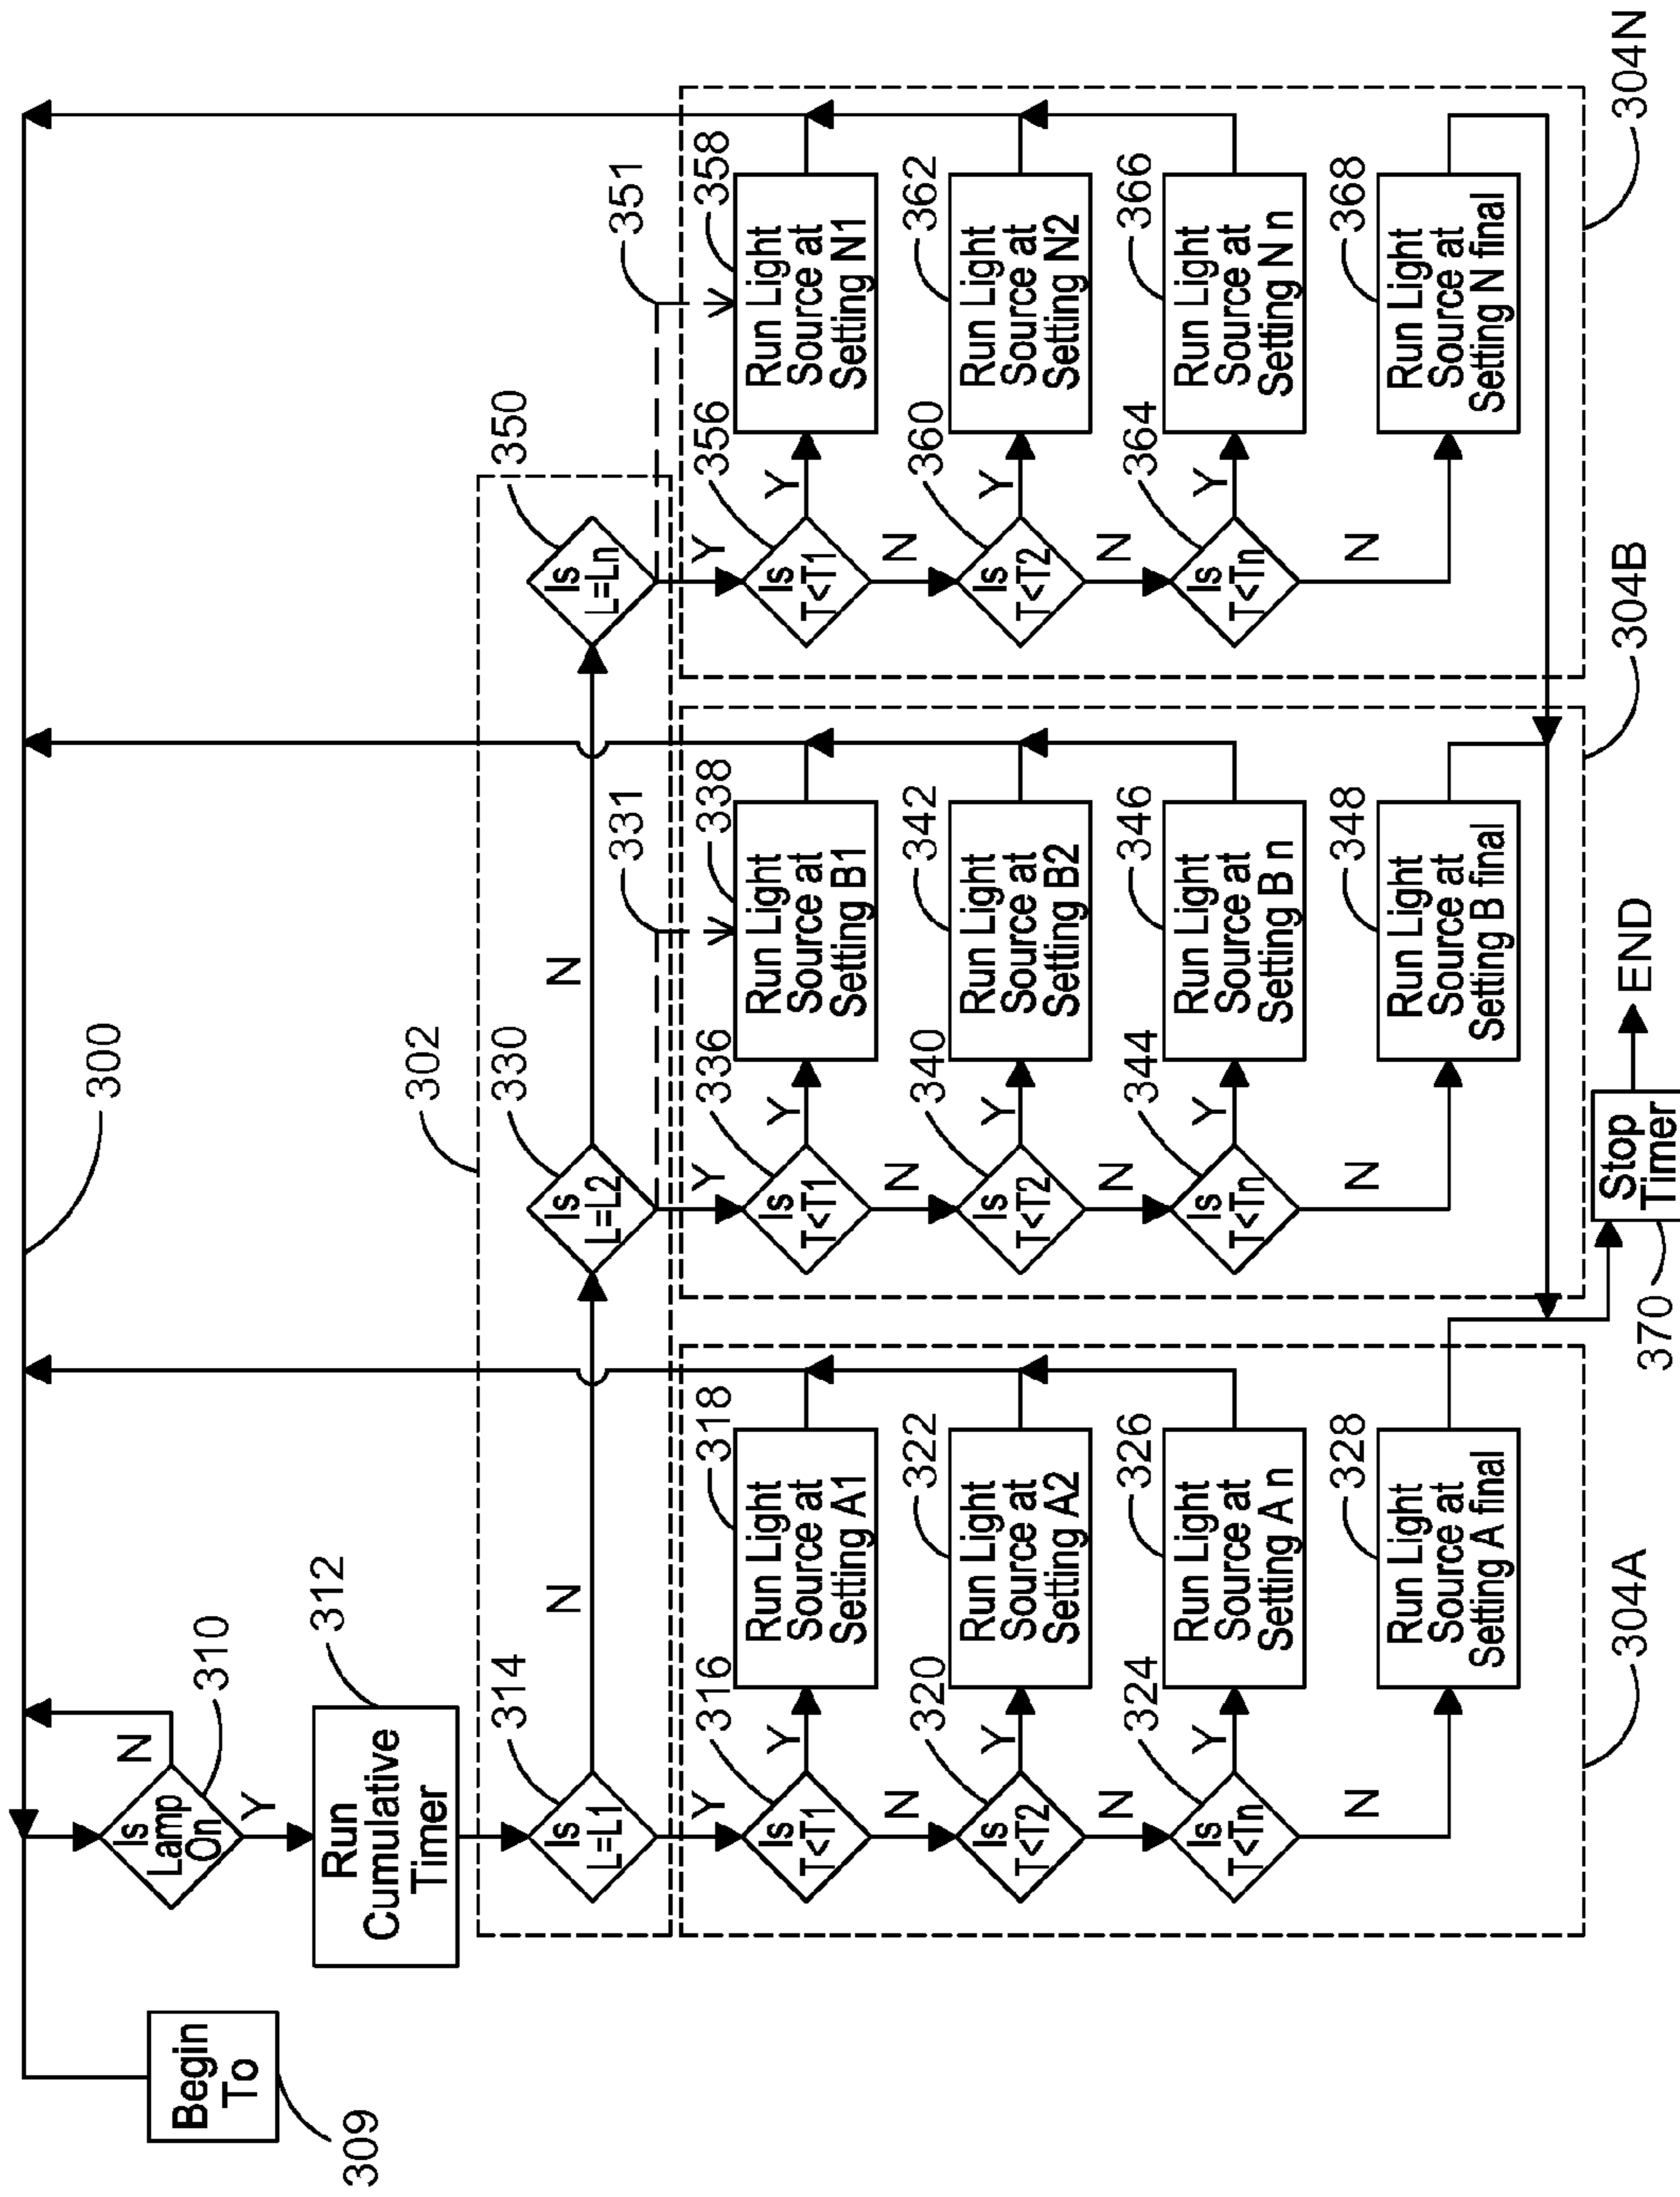 300
Begin
To
309
Is
Lamp
On
310
N
Y
Run
Cumulative
Timer
312
302
Is
L=L1
314
N
Y
Is
L=L2
330
N
Y
331
Is
L=Ln
350
Y
351
Is
T<T1
316
Y
N
Run Light
Source at
Setting A1
318
Is
T<T2
320
Y
N
Run Light
Source at
Setting A2
322
Is
T<Tn
324
Y
N
Run Light
Source at
Setting A n
326
Run Light
Source at
Setting A final
328
304A
Is
T<T1
336
Y
N
Run Light
Source at
Setting B1
338
Is
T<T2
340
Y
N
Run Light
Source at
Setting B2
342
Is
T<Tn
344
Y
N
Run Light
Source at
Setting B n
346
Run Light
Source at
Setting B final
348
304B
Is
T<T1
356
Y
N
Run Light
Source at
Setting N1
358
Is
T<T2
360
Y
N
Run Light
Source at
Setting N2
362
Is
T<Tn
364
Y
N
Run Light
Source at
Setting N n
366
Run Light
Source at
Setting N final
368
304N
Stop
Timer
370
END